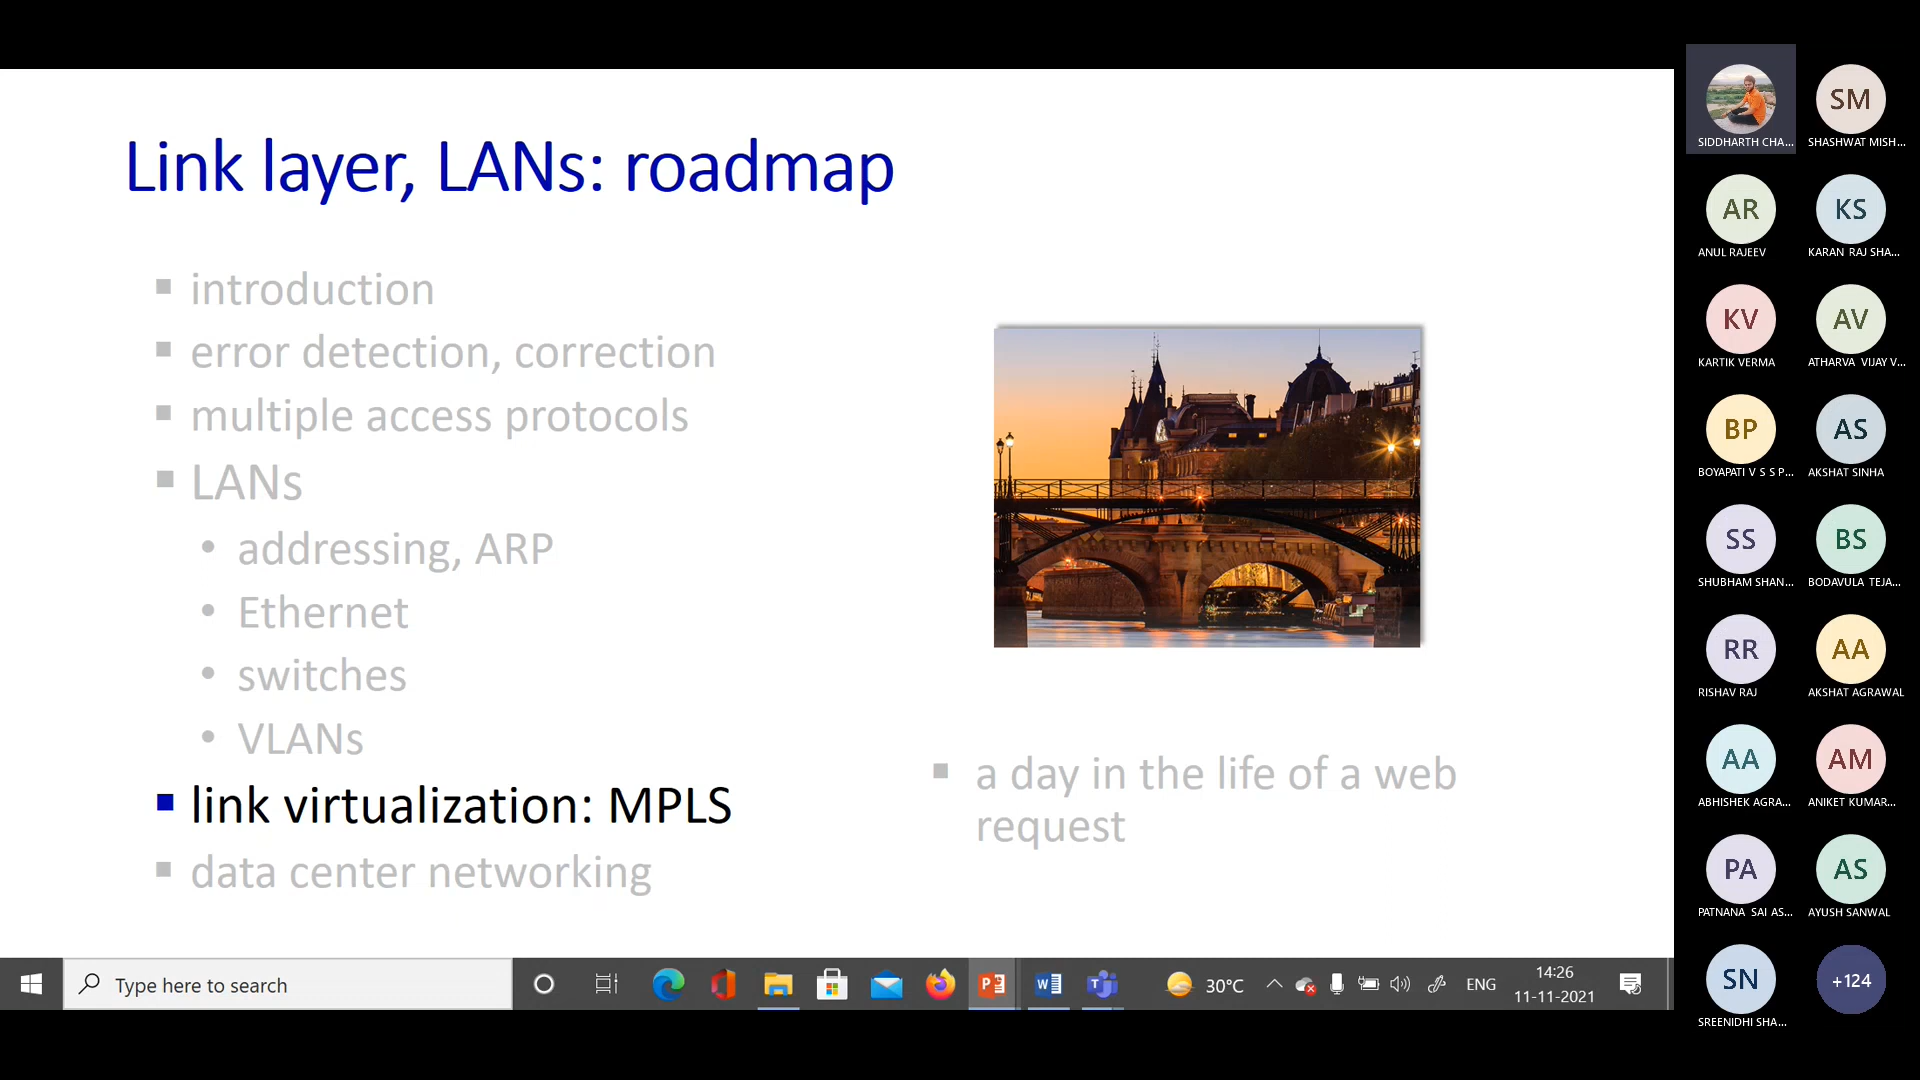 Link layer, LANs: roadmap
introduction
error detection, correction
multiple access protocols
LANs
addressing, ARP
Ethernet
switches
VLANs
link virtualization: MPLS
data center networking
a day in the life of a web
request
Type here to search
30°C
ENG
14:26
11-11-2021
SIDDHARTH CHA...
SM
SHASHWAT MISH...
AR
ANUL RAJEEV
KS
KARAN RAJ SHA...
KV
KARTIK VERMA
AV
ATHARVA VIJAY V...
BP
BOYAPATI V S S P...
AS
AKSHAT SINHA
SS
SHUBHAM SHAN...
BS
BODAVULA TEJA...
RR
RISHAV RAJ
AA
AKSHAT AGRAWAL
AA
ABHISHEK AGRA...
AM
ANIKET KUMAR...
PA
PATNANA SAI AS...
AS
AYUSH SANWAL
SN
SREENIDHI SHA...
+124